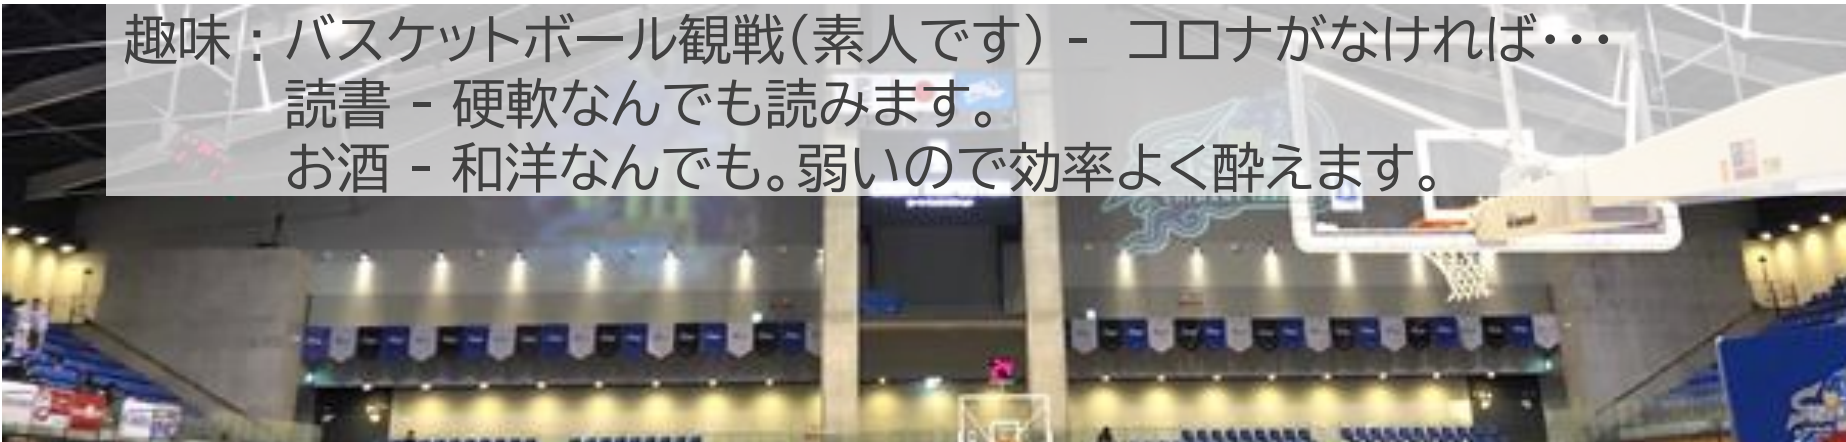 趣味：バスケットボール観戦（素人です）- コロナがなければ・・・
読書 - 硬軟なんでも読みます。
お酒 - 和洋なんでも。弱いので効率よく酔えます。